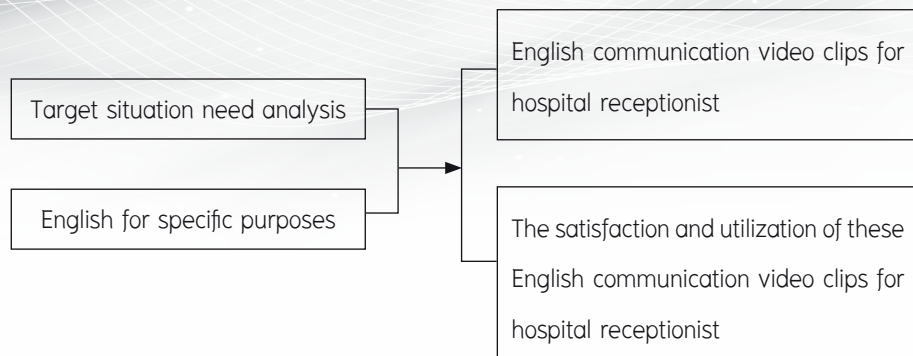 Target situation need analysis
English for specific purposes
English communication video clips for
hospital receptionist
The satisfaction and utilization of these
English communication video clips for
hospital receptionist